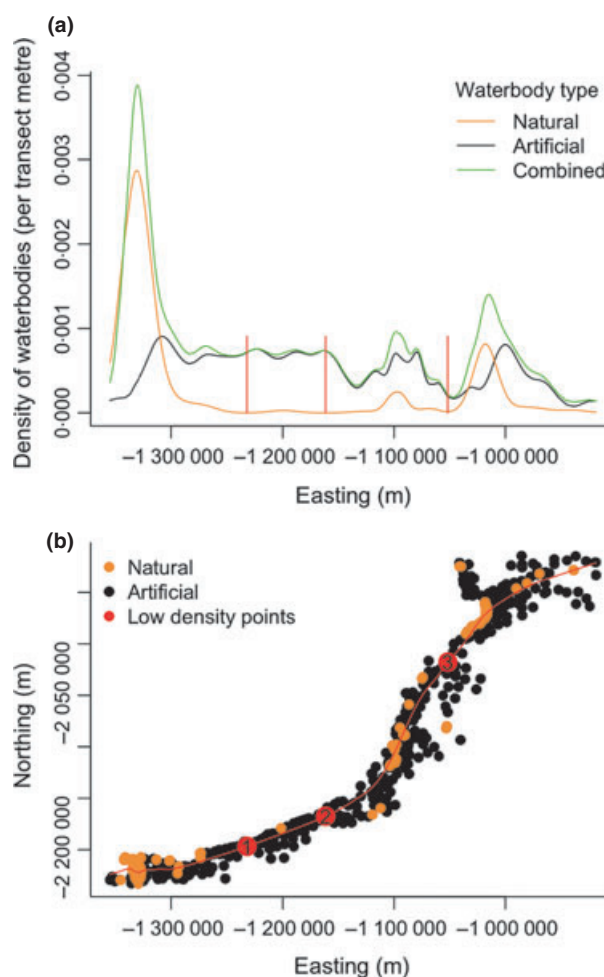 (a)
Density of waterbodies (per transect metre)
0·004
0·003
0·002
0·001
0·000
Waterbody type
Natural
Artificial
Combined
−1 300 000 −1 200 000 −1 100 000 −1 000 000
Easting (m)
(b)
Natural
Artificial
Low density points
Northing (m)
−2 050 000
−2 200 000
1
2
3
−1 300 000 −1 200 000 −1 100 000 −1 000 000
Easting (m)